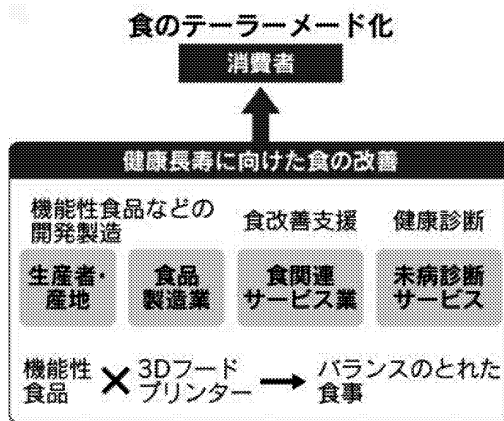 食のテーラーメード化
消費者
健康長寿に向けた食の改善
機能性食品などの
開発製造
食改善支援
健康診断
生産者・
産地
食品
製造業
食関連
サービス業
未病診断
サービス
機能性
食品
×
3Dフード
プリンター
→
バランスのとれた
食事